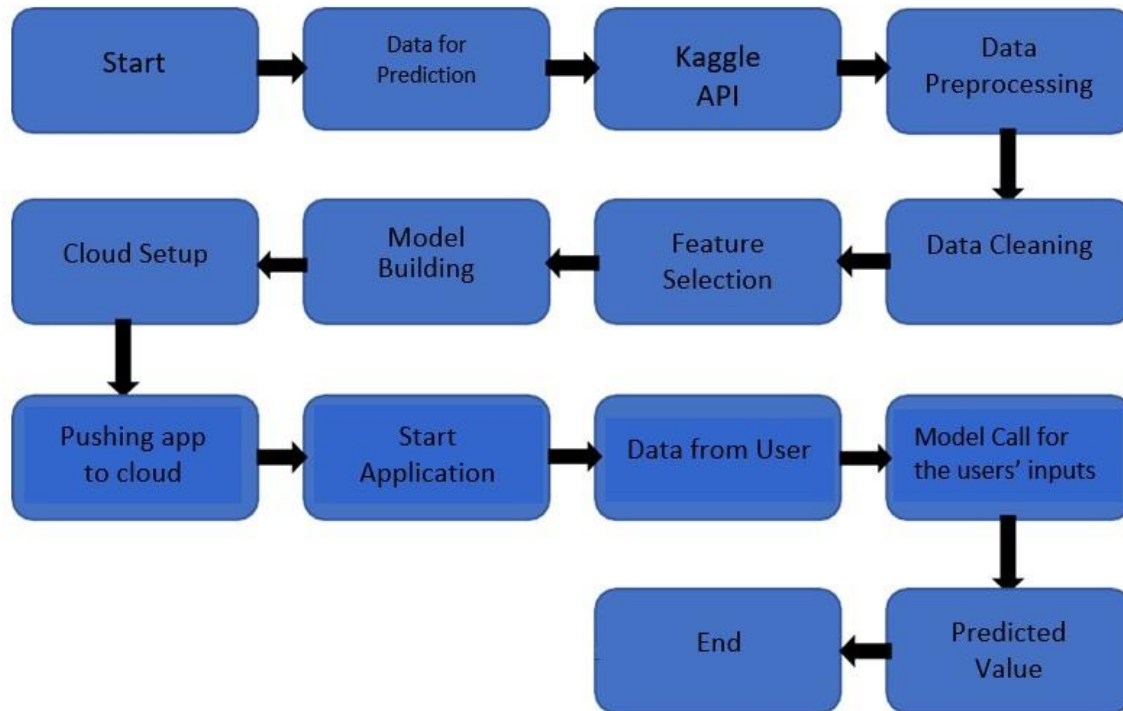 Start
Data for
Prediction
Kaggle
API
Data
Preprocessing
Data Cleaning
Feature
Selection
Model
Building
Cloud Setup
Pushing app
to cloud
Start
Application
Data from User
Model Call for
the users’ inputs
Predicted
Value
End